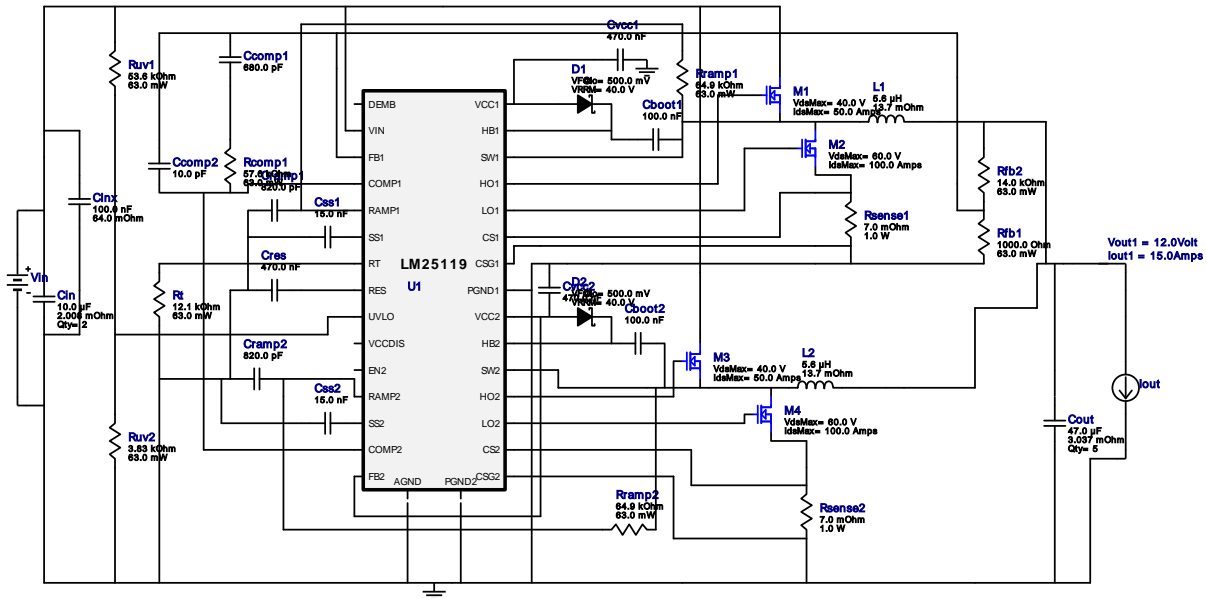 Cvcc1
470.0 nF
Ruv1
53.6 kOhm
63.0 mW
Ccomp1
680.0 pF
D1
VRRM= 40.0 V
Rramp1
64.9 kOhm
63.0 mW
Cboot1
100.0 nF
M1
VdsMax= 40.0 V
IdsMax= 50.0 Amps
L1
5.6 µH
13.7 mOhm
M2
VdsMax= 60.0 V
IdsMax= 100.0 Amps
DEMB
VIN
FB1
COMP1
RAMP1
SS1
RT
RES
UVLO
VCCDIS
EN2
RAMP2
SS2
COMP2
FB2
AGND
PGND2
VCC1
HB1
SW1
HO1
LO1
CS1
CSG1
PGND1
VCC2
HB2
SW2
HO2
LO2
CS2
CSG2
LM25119
U1
Ccomp2
10.0 pF
Rcomp1
820.0 pF
Cinx
100.0 nF
64.0 mOhm
Css1
15.0 nF
Rfb2
14.0 kOhm
63.0 mW
Rsense1
7.0 mOhm
1.0 W
Rfb1
1000.0 Ohm
63.0 mW
Vout1 = 12.0Volt
Iout1 = 15.0Amps
Cres
470.0 nF
Vin
Cin
10.0 µF
2.006 mOhm
Qty= 2
Rt
12.1 kOhm
63.0 mW
D2
500.0 mV
VRRM= 40.0 V
Cboot2
100.0 nF
Cramp2
820.0 pF
M3
VdsMax= 40.0 V
IdsMax= 50.0 Amps
L2
5.6 µH
13.7 mOhm
Iout
Css2
15.0 nF
M4
VdsMax= 60.0 V
IdsMax= 100.0 Amps
Cout
47.0 µF
3.037 mOhm
Qty= 5
Ruv2
3.83 kOhm
63.0 mW
Rramp2
64.9 kOhm
63.0 mW
Rsense2
7.0 mOhm
1.0 W